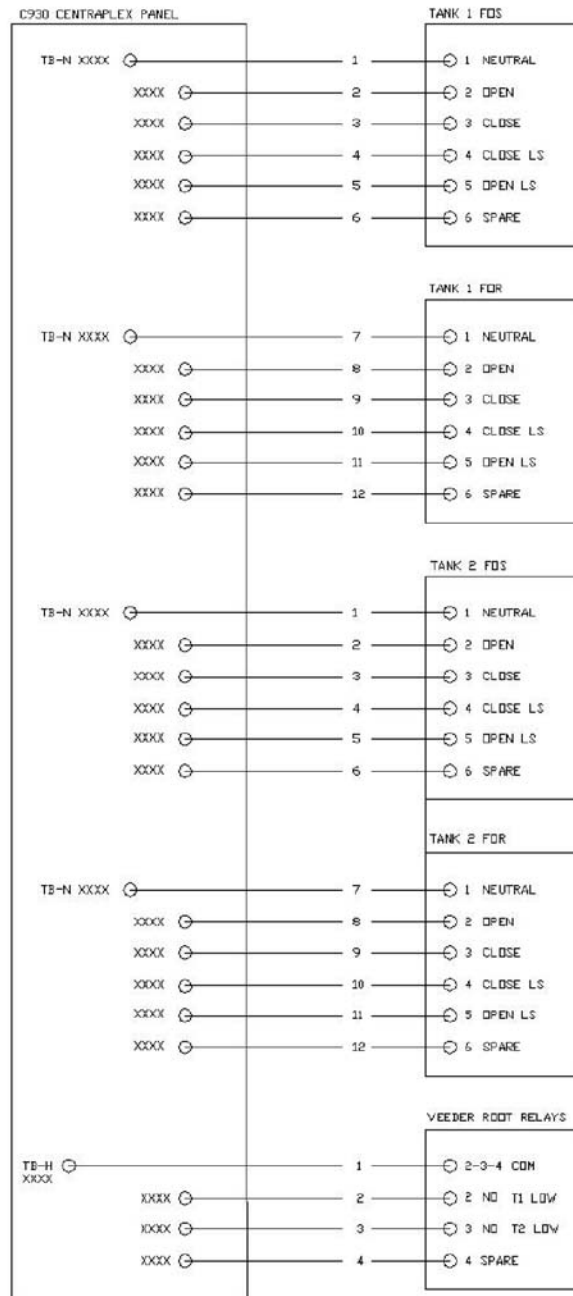 C930 CENTRAPLEX PANEL TANK 1 FOS
TB-N XXXX 1 1 NEUTRAL
XXXX 2 2 OPEN
XXXX 3 3 CLOSE
XXXX 4 4 CLOSE LS
XXXX 5 5 OPEN LS
XXXX 6 6 SPARE
TANK 1 FOR
TB-N XXXX 7 1 NEUTRAL
XXXX 8 2 OPEN
XXXX 9 3 CLOSE
XXXX 10 4 CLOSE LS
XXXX 11 5 OPEN LS
XXXX 12 6 SPARE
TANK 2 FOS
TB-N XXXX 1 1 NEUTRAL
XXXX 2 2 OPEN
XXXX 3 3 CLOSE
XXXX 4 4 CLOSE LS
XXXX 5 5 OPEN LS
XXXX 6 6 SPARE
TANK 2 FOR
TB-N XXXX 7 1 NEUTRAL
XXXX 8 2 OPEN
XXXX 9 3 CLOSE
XXXX 10 4 CLOSE LS
XXXX 11 5 OPEN LS
XXXX 12 6 SPARE
VEEDER ROOT RELAYS
TB-H 1 2-3-4 COM
XXXX
XXXX 2 2 NO T1 LOW
XXXX 3 3 NO T2 LOW
XXXX 4 4 SPARE